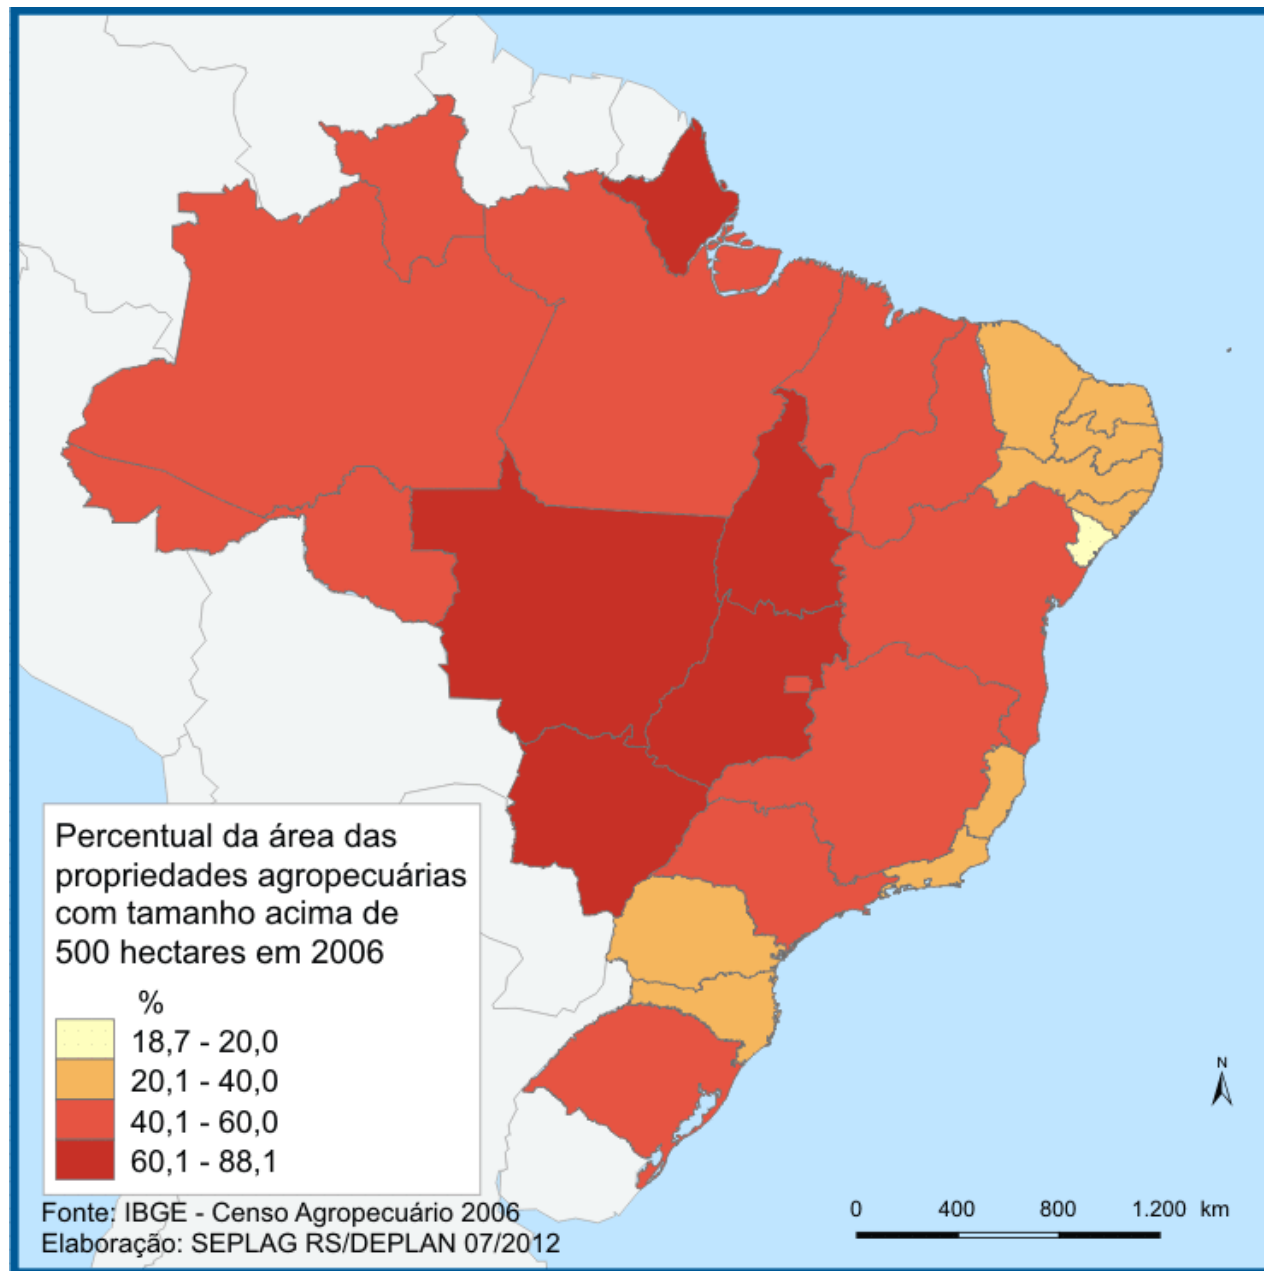 Percentual da área das
propriedades agropecuárias
com tamanho acima de
500 hectares em 2006
%
18,7 - 20,0
20,1 - 40,0
40,1 - 60,0
60,1 - 88,1
Fonte: IBGE - Censo Agropecuário 2006
Elaboração: SEPLAG RS/DEPLAN 07/2012
N
0 400 800 1.200 km